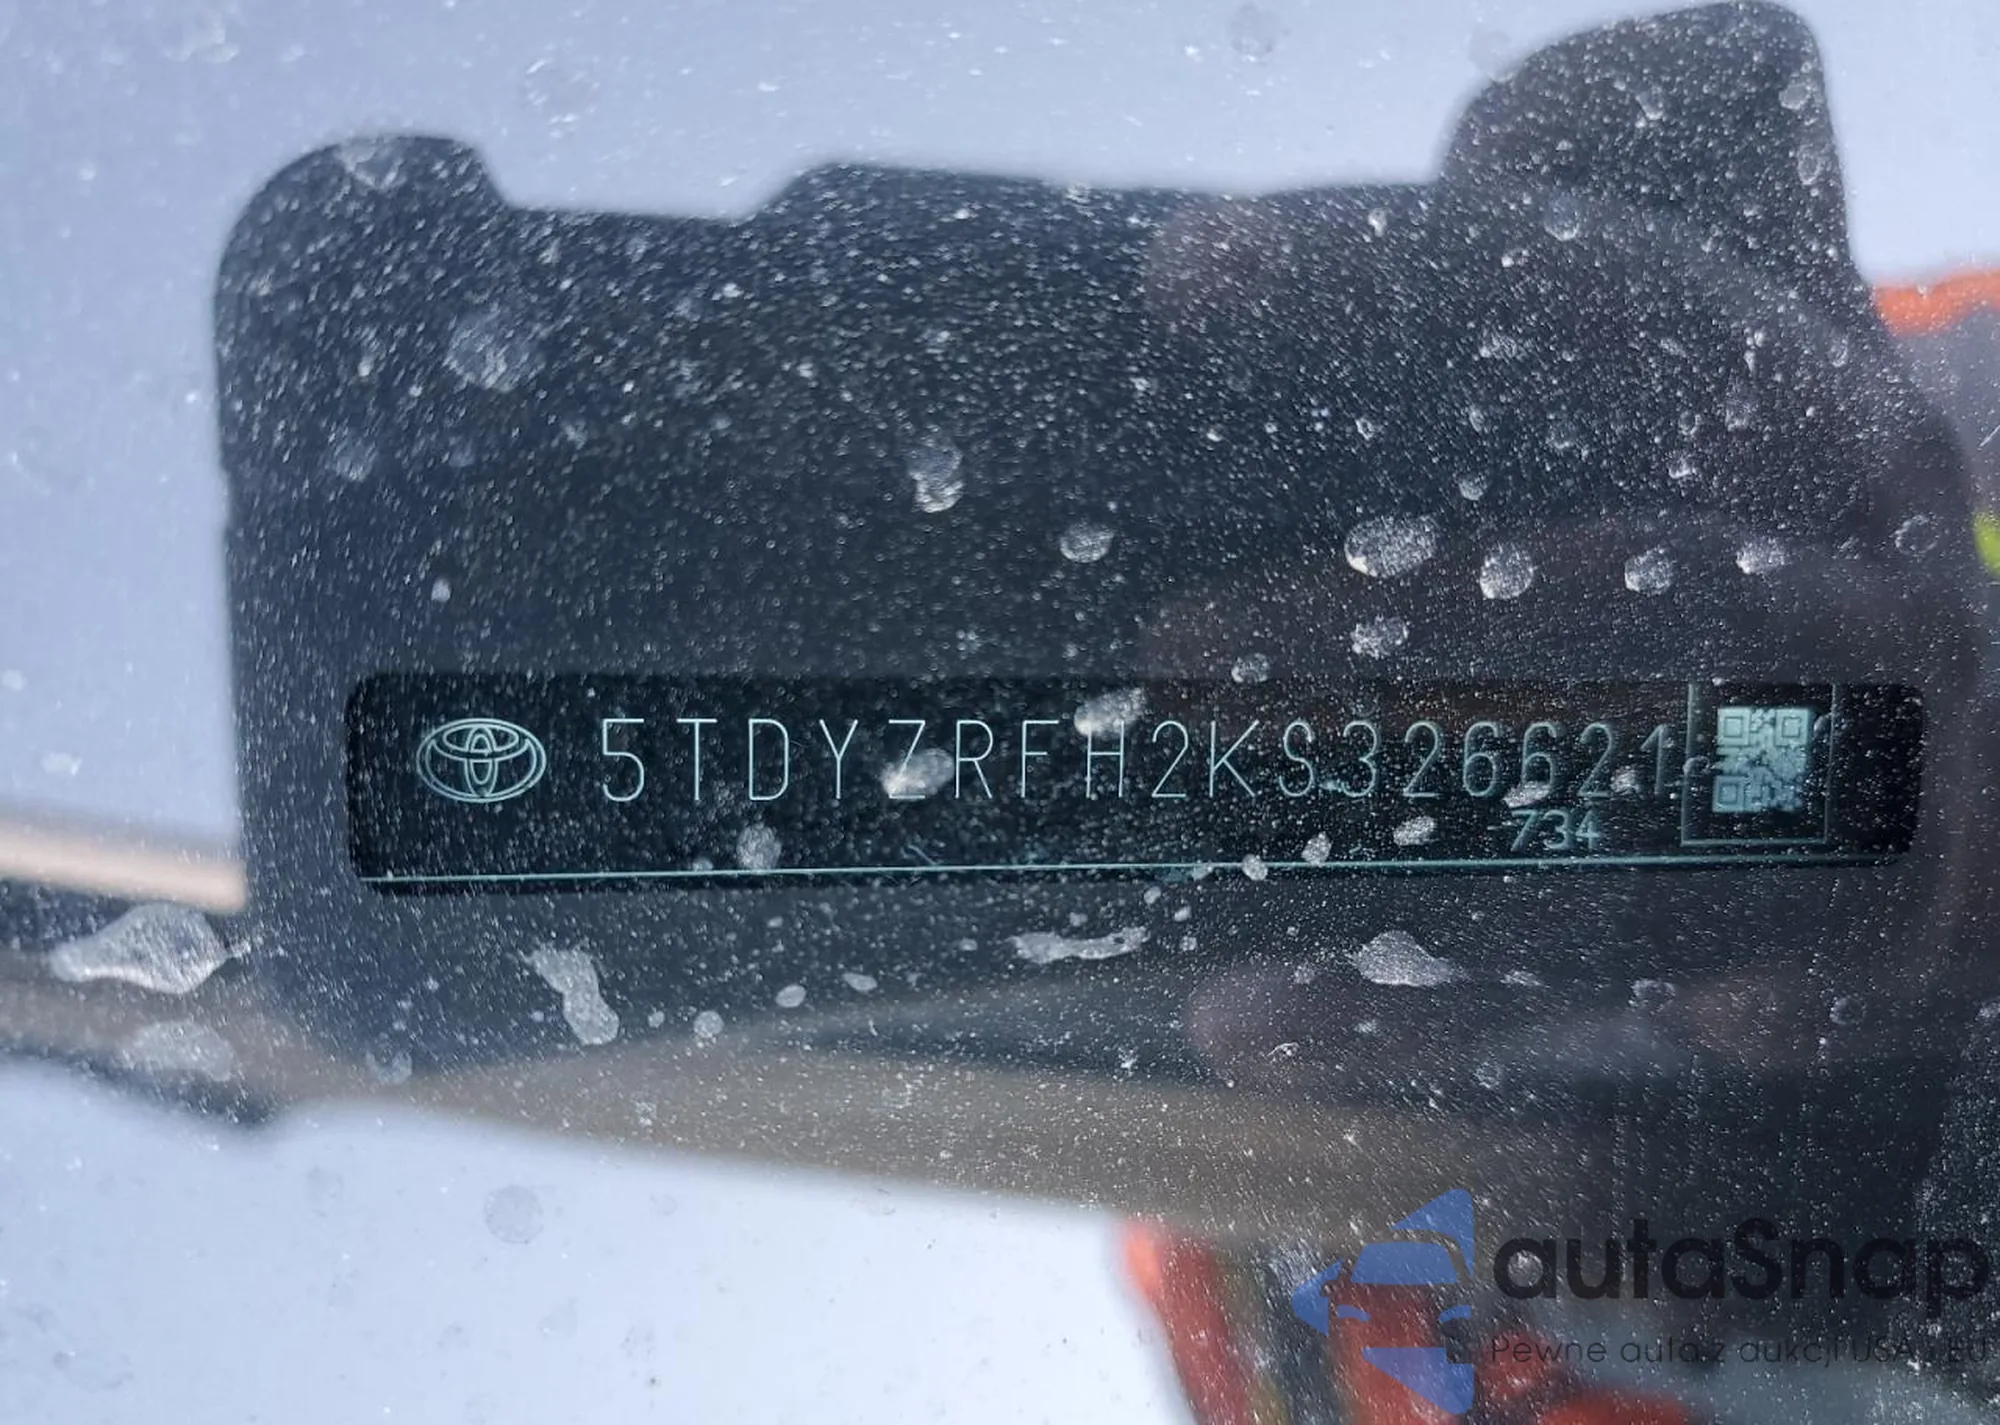 5TDYZRFH2KS326621
734
autaSnap
Pewne auta z aukcji USA i EU